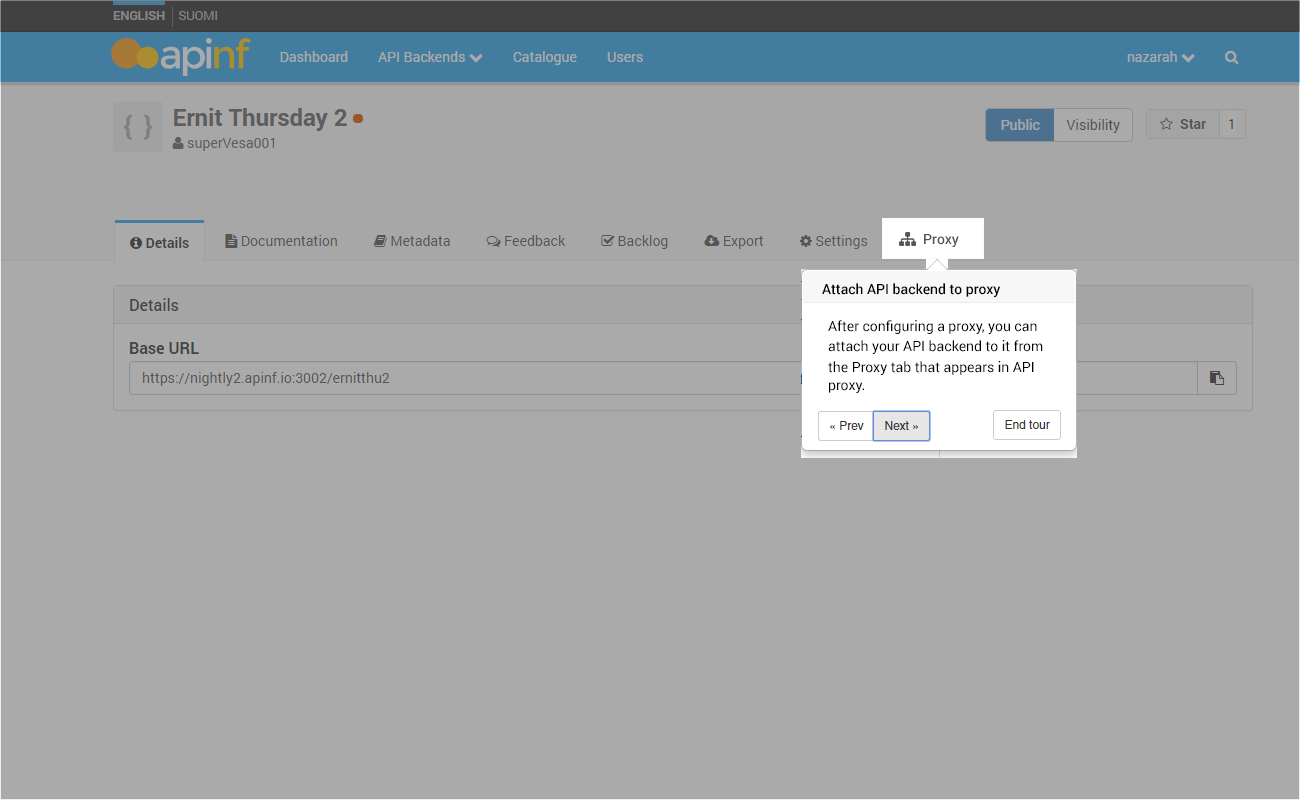 ENGLISH SUOMI
apinf Dashboard API Backends Catalogue Users nazarah
{ } Ernit Thursday 2
superVesa001
Public Visibility Star 1
Details Documentation Metadata Feedback Backlog Export Settings Proxy
Attach API backend to proxy
After configuring a proxy, you can
attach your API backend to it from
the Proxy tab that appears in API
proxy.
« Prev Next » End tour
Details
Base URL
https://nightly2.apinf.io:3002/ernitthu2